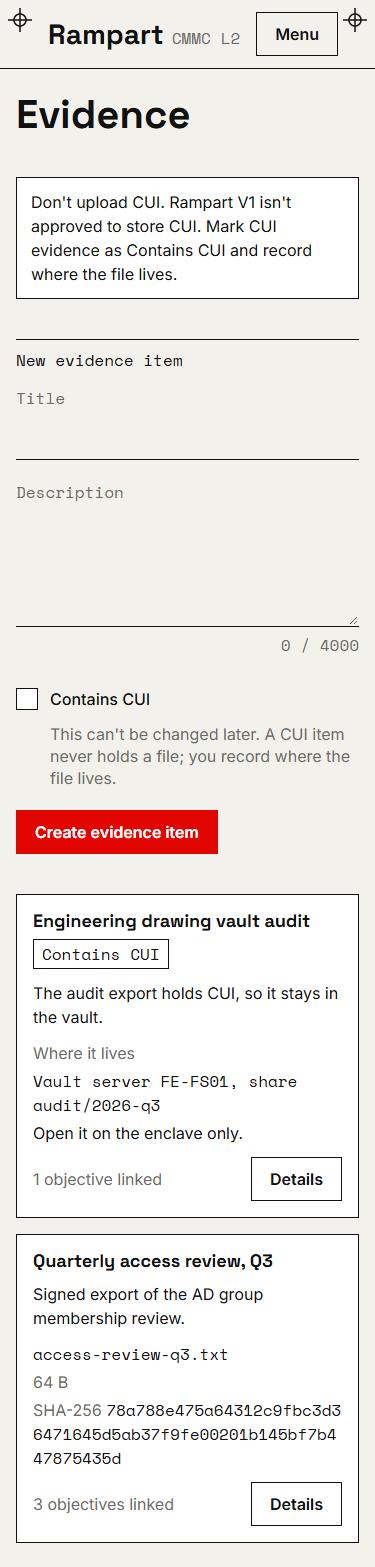 Rampart CMMC L2 Menu
Evidence
Don't upload CUI. Rampart V1 isn't
approved to store CUI. Mark CUI
evidence as Contains CUI and record
where the file lives.
New evidence item
Title
Description
0 / 4000
Contains CUI
This can't be changed later. A CUI item
never holds a file; you record where the
file lives.
Create evidence item
Engineering drawing vault audit
Contains CUI
The audit export holds CUI, so it stays in
the vault.
Where it lives
Vault server FE-FS01, share
audit/2026-q3
Open it on the enclave only.
1 objective linked Details
Quarterly access review, Q3
Signed export of the AD group
membership review.
access-review-q3.txt
64 B
SHA-256 78a788e475a64312c9fbc3d3
6471645d5ab37f9fe00201b145bf7b4
47875435d
3 objectives linked Details